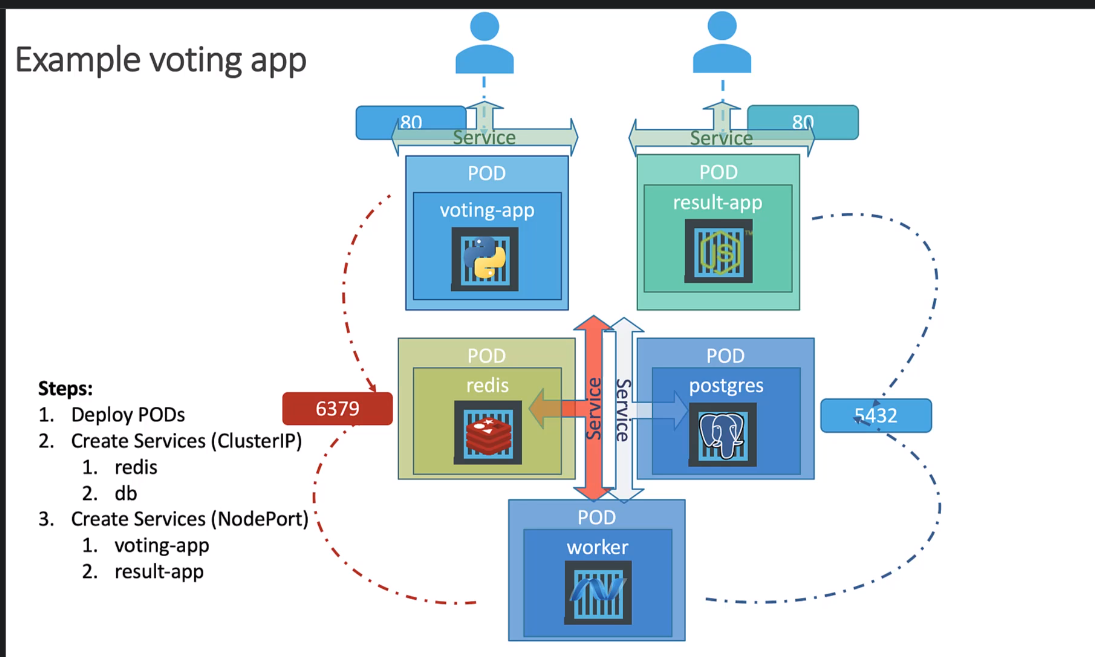 Example voting app
80
Service
80
Service
POD
voting-app
POD
result-app
JS
TM
POD
redis
Service
Service
POD
postgres
6379
5432
Steps:
1. Deploy PODs
2. Create Services (ClusterIP)
1. redis
2. db
3. Create Services (NodePort)
1. voting-app
2. result-app
POD
worker